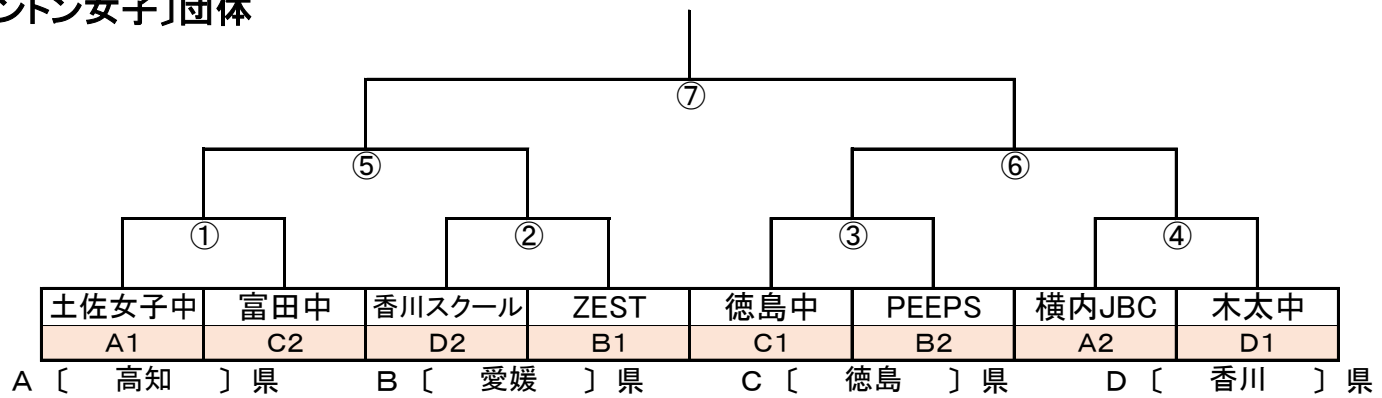 ントン女子〕団体
⑦
⑤ ⑥
① ② ③ ④
土佐女子中 富田中 香川スクール ZEST 徳島中 PEEPS 横内JBC 木太中
A1 C2 D2 B1 C1 B2 A2 D1
A 〔 高知 〕県 B 〔 愛媛 〕県 C 〔 徳島 〕県 D 〔 香川 〕県